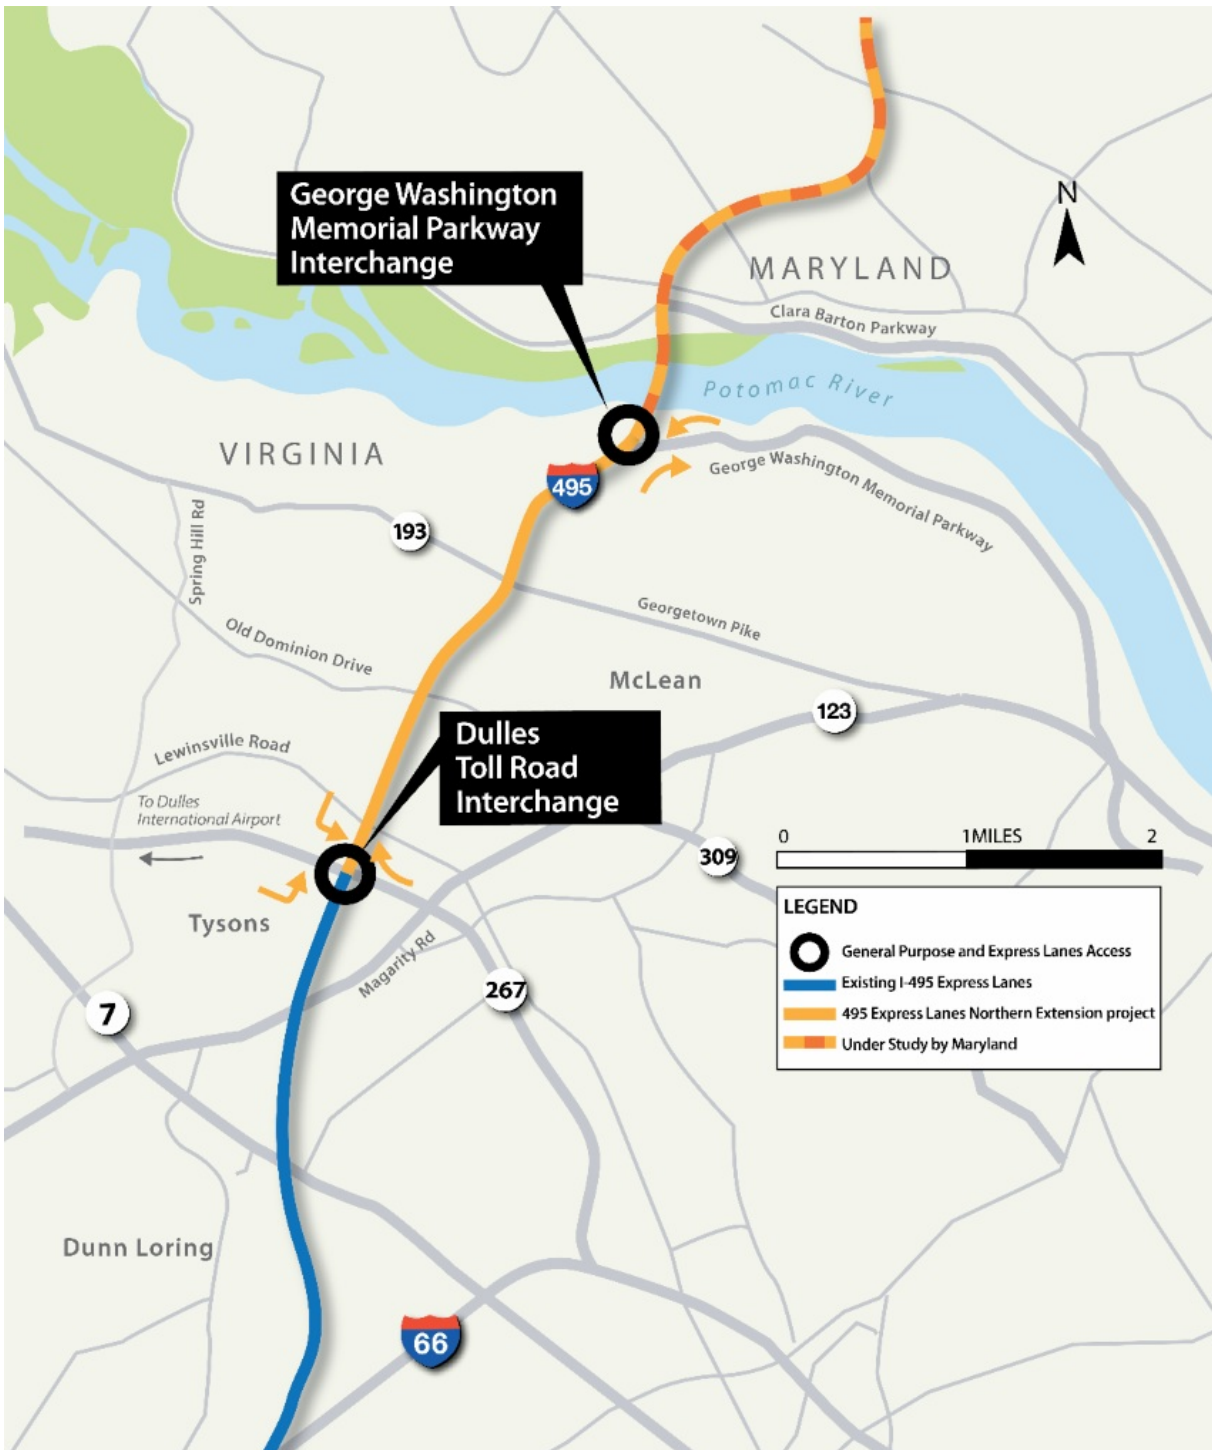 George Washington
Memorial Parkway
Interchange
N
MARYLAND
Clara Barton Parkway
Potomac River
VIRGINIA
495
George Washington Memorial Parkway
193
Spring Hill Rd
Georgetown Pike
Old Dominion Drive
McLean
123
Dulles
Toll Road
Interchange
Lewinsville Road
To Dulles
International Airport
0 1 MILES 2
309
LEGEND
General Purpose and Express Lanes Access
Existing I-495 Express Lanes
495 Express Lanes Northern Extension project
Under Study by Maryland
Tysons
Magarity Rd
267
7
Dunn Loring
66